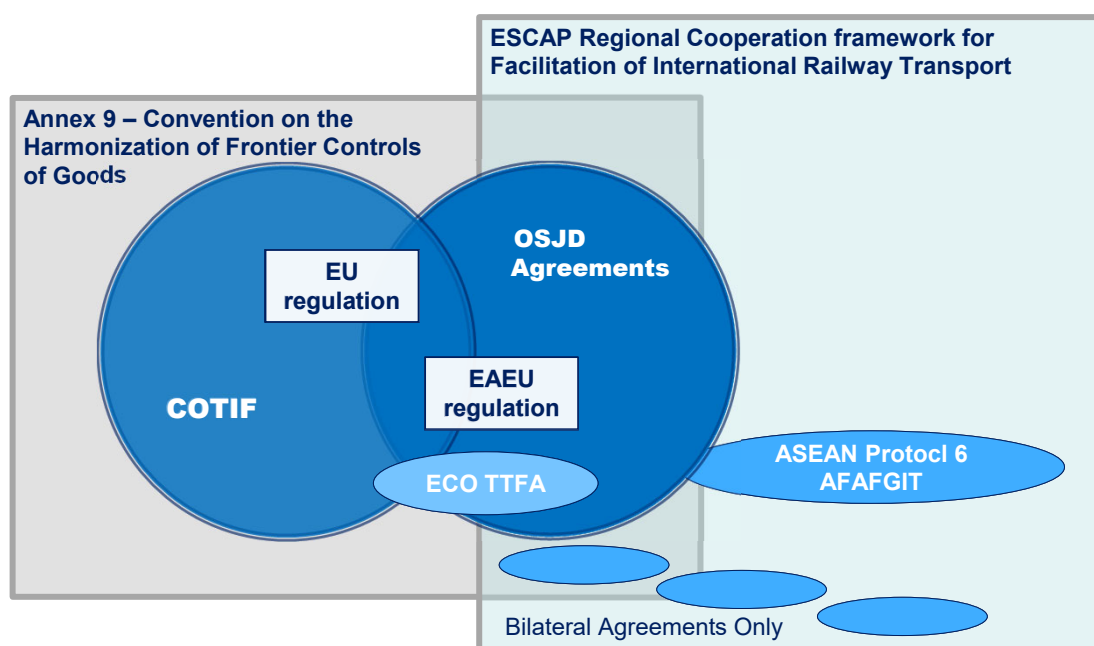 ESCAP Regional Cooperation framework for
Facilitation of International Railway Transport
Annex 9 – Convention on the
Harmonization of Frontier Controls
of Goods
OSJD
Agreements
EU
regulation
EAEU
regulation
COTIF
ASEAN Protocl 6
AFAFGIT
ECO TTFA
Bilateral Agreements Only